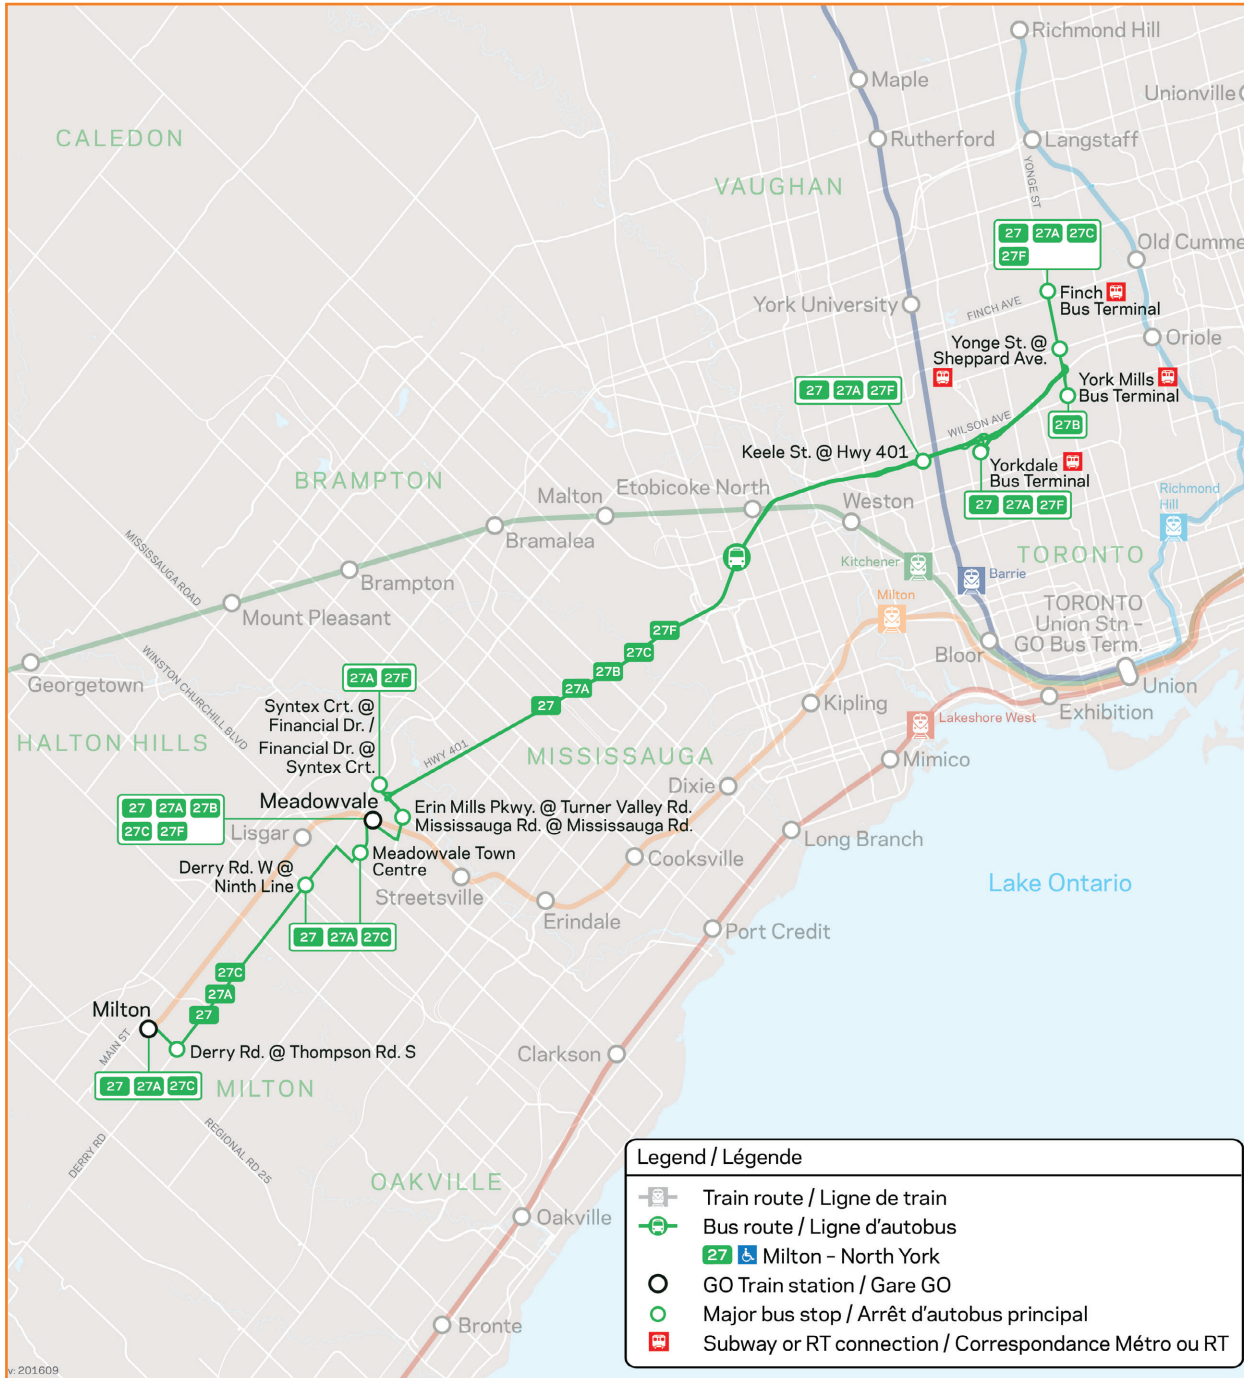 Richmond Hill
Maple
Unionville
CALEDON
Rutherford
Langstaff
VAUGHAN
YONGE ST
27 27A 27C
27F
Old Cumme
Finch
Bus Terminal
York University
FINCH AVE
Yonge St. @
Sheppard Ave.
Oriole
27 27A 27F
York Mills
Bus Terminal
27B
WILSON AVE
Keele St. @ Hwy 401
Yorkdale
Bus Terminal
27 27A 27F
BRAMPTON
Malton
Etobicoke North
Weston
Richmond
Hill
Bramalea
MISSISSAUGA ROAD
Brampton
Kitchener
TORONTO
Barrie
Mount Pleasant
Milton
TORONTO
Union Stn –
GO Bus Term.
27F
27C
27B
27A
27
Bloor
Georgetown
WINSTON CHURCHILL BLVD
27A 27F
Union
Syntex Crt. @
Financial Dr. /
Financial Dr. @
Syntex Crt.
Kipling
Exhibition
Lakeshore West
HALTON HILLS
HWY 401
MISSISSAUGA
Mimico
Dixie
Meadowvale
27 27A 27B
27C 27F
Lisgar
Erin Mills Pkwy. @ Turner Valley Rd.
Mississauga Rd. @ Mississauga Rd.
Long Branch
Meadowvale Town
Centre
Cooksville
Derry Rd. W @
Ninth Line
Streetsville
Lake Ontario
Erindale
27 27A 27C
Port Credit
27C
27A
27
Milton
MAIN ST
Derry Rd. @ Thompson Rd. S
Clarkson
27 27A 27C
MILTON
DERRY RD
REGIONAL RD 25
OAKVILLE
Oakville
Bronte
Legend / Légende
Train route / Ligne de train
Bus route / Ligne d'autobus
27 Milton – North York
GO Train station / Gare GO
Major bus stop / Arrêt d'autobus principal
Subway or RT connection / Correspondance Métro ou RT
v: 201609